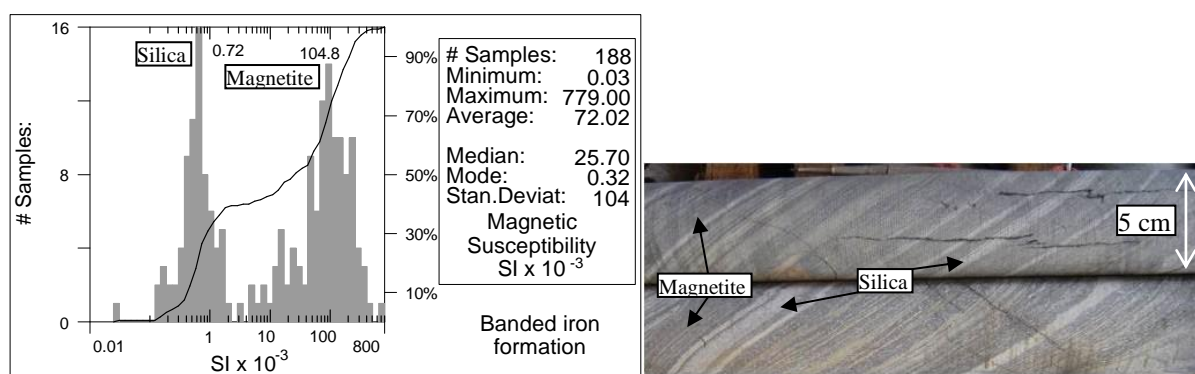 16
8
0
# Samples:
Silica
0.72
104.8
Magnetite
90%
70%
50%
30%
10%
0.01
1
10
100
800
SI x 10-3
# Samples: 188
Minimum: 0.03
Maximum: 779.00
Average: 72.02
Median: 25.70
Mode: 0.32
Stan.Deviat: 104
Magnetic
Susceptibility
SI x 10 -3
Banded iron
formation
5 cm
Magnetite
Silica